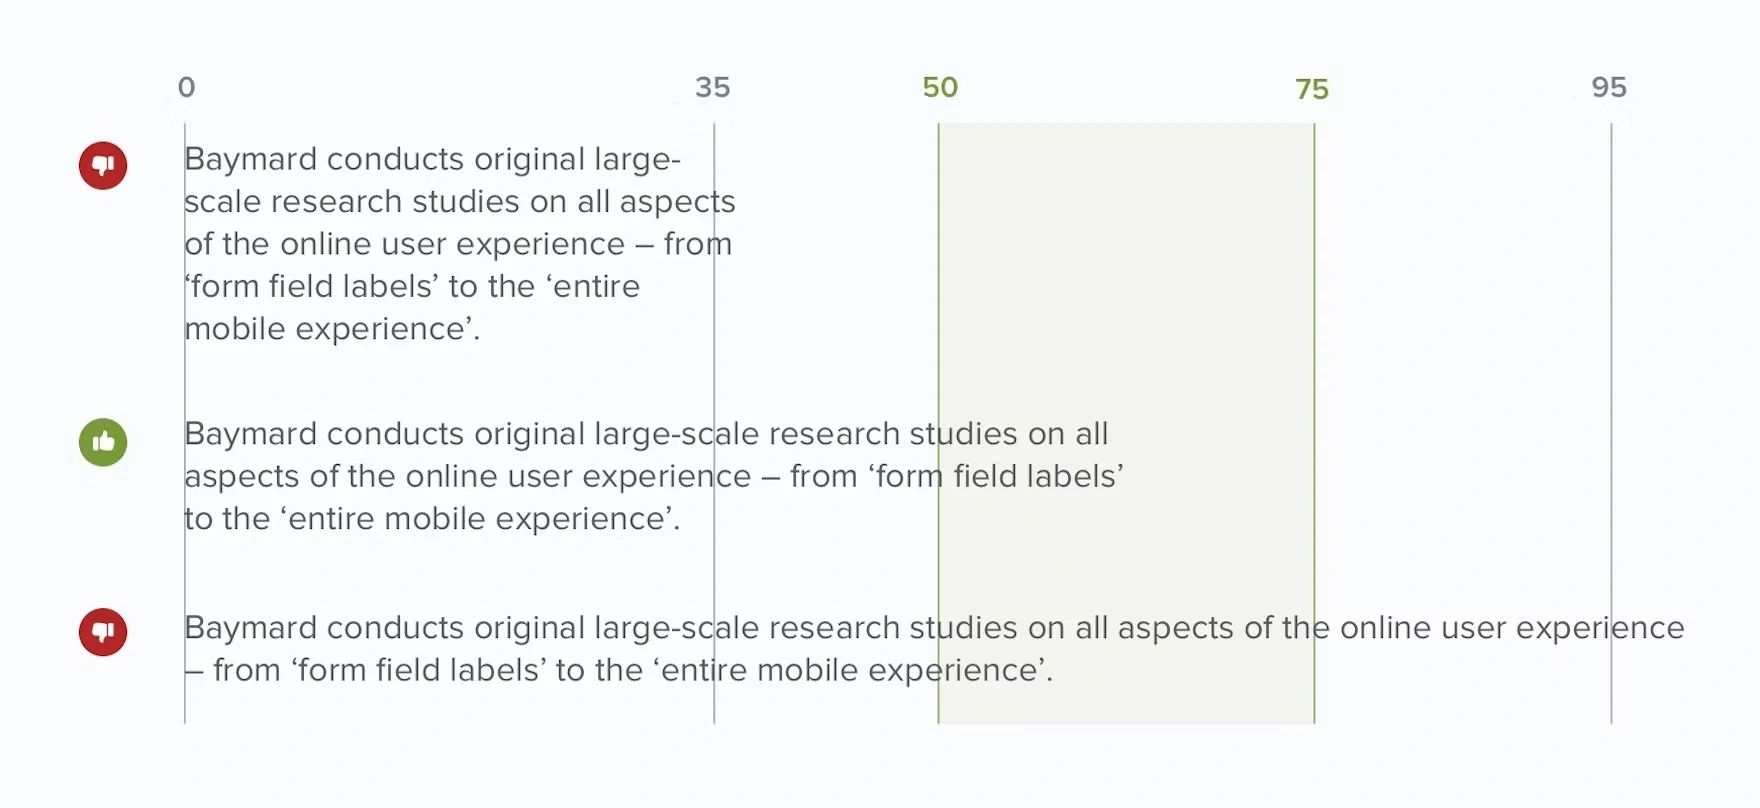 0 35 50 75 95
Baymard conducts original large-
scale research studies on all aspects
of the online user experience – from
‘form field labels’ to the ‘entire
mobile experience’.
Baymard conducts original large-scale research studies on all
aspects of the online user experience – from ‘form field labels’
to the ‘entire mobile experience’.
Baymard conducts original large-scale research studies on all aspects of the online user experience
– from ‘form field labels’ to the ‘entire mobile experience’.